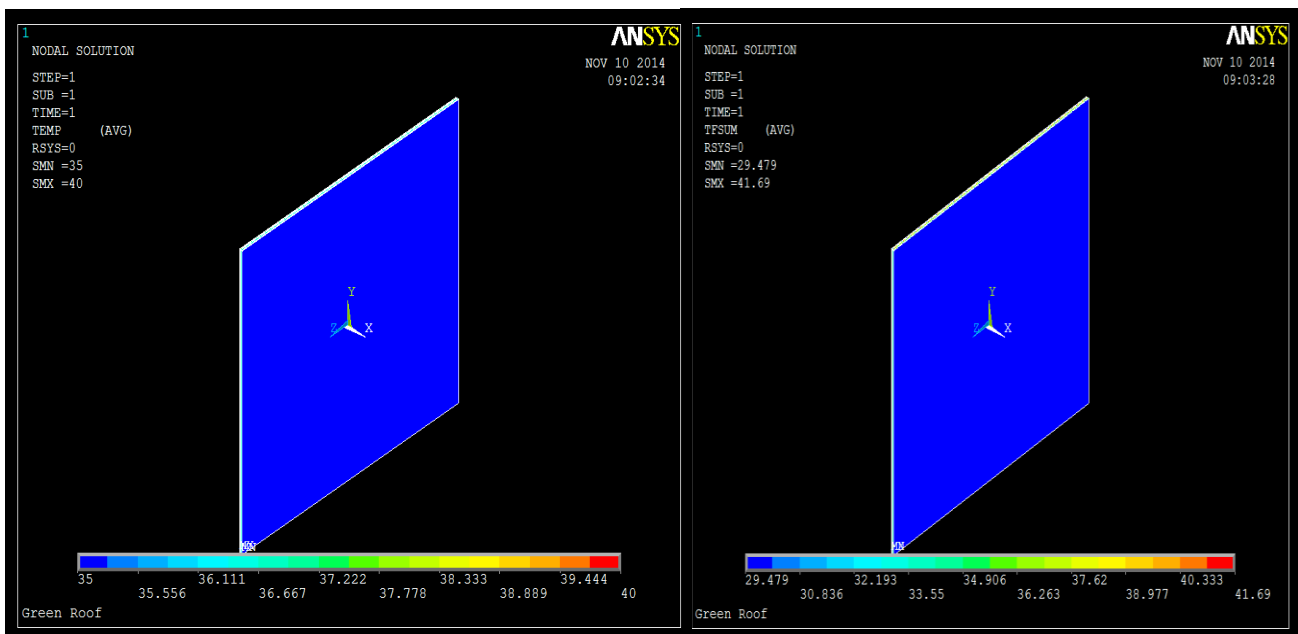 1
ANSYS
NODAL SOLUTION
NOV 10 2014
09:02:34
STEP=1
SUB =1
TIME=1
TEMP (AVG)
RSYS=0
SMN =35
SMX =40
Y
Z X
35 36.111 37.222 38.333 39.444
35.556 36.667 37.778 38.889 40
Green Roof
1
ANSYS
NODAL SOLUTION
NOV 10 2014
09:03:28
STEP=1
SUB =1
TIME=1
TFSUM (AVG)
RSYS=0
SMN =29.479
SMX =41.69
Y
Z X
29.479 32.193 34.906 37.62 40.333
30.836 33.55 36.263 38.977 41.69
Green Roof